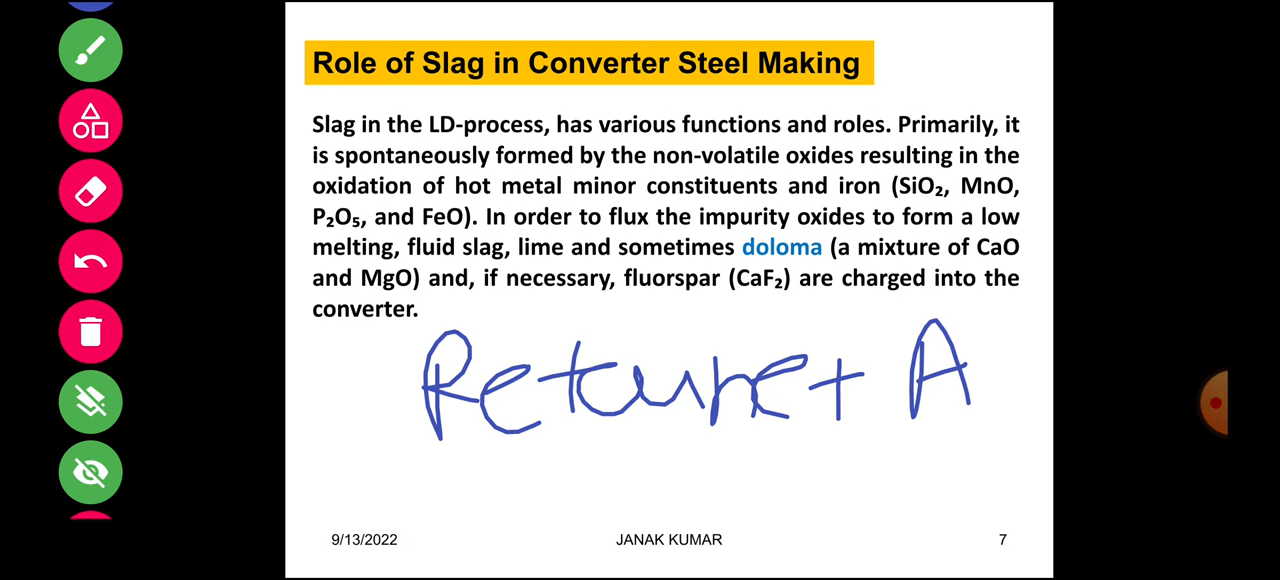 Role of Slag in Converter Steel Making
Slag in the LD-process, has various functions and roles. Primarily, it
is spontaneously formed by the non-volatile oxides resulting in the
oxidation of hot metal minor constituents and iron (SiO₂, MnO,
P₂O₅, and FeO). In order to flux the impurity oxides to form a low
melting, fluid slag, lime and sometimes doloma (a mixture of CaO
and MgO) and, if necessary, fluorspar (CaF₂) are charged into the
converter.
+ A
9/13/2022 JANAK KUMAR 7